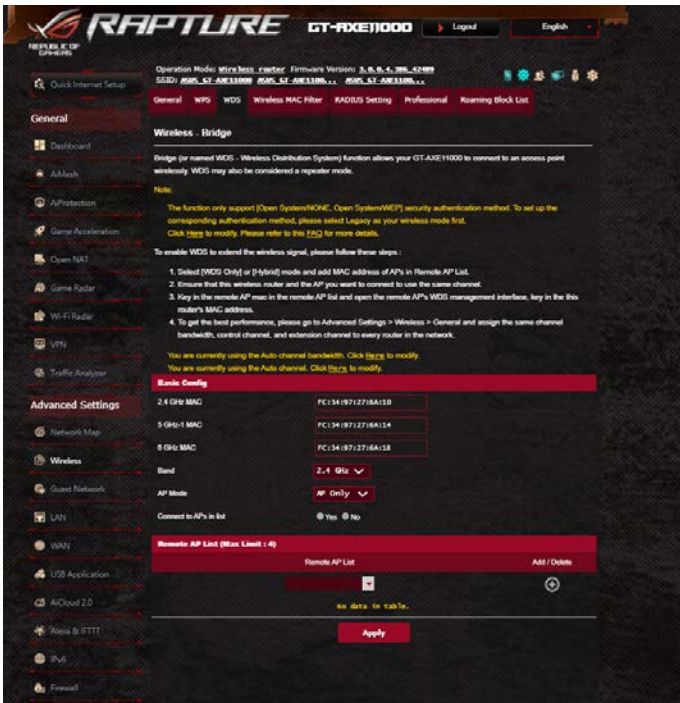 REPUBLIC OF
GAMERS
RAPTURE
GT-AXE11000
Logout
English
Operation Mode: Wireless router Firmware Version: 3.0.0.4.386_42489
SSID: ASUS_GT-AXE11000 ASUS_GT-AXE1100... ASUS_GT-AXE1100...
Quick Internet Setup
General WPS WDS Wireless MAC Filter RADIUS Setting Professional Roaming Block List
General
Dashboard
AiMesh
AiProtection
Game Acceleration
Open NAT
Game Radar
Wi-Fi Radar
VPN
Traffic Analyzer
Advanced Settings
Network Map
Wireless
Guest Network
LAN
WAN
USB Application
AiCloud 2.0
Alexa & IFTTT
IPv6
Firewall
Wireless - Bridge
Bridge (or named WDS - Wireless Distribution System) function allows your GT-AXE11000 to connect to an access point
wirelessly. WDS may also be considered a repeater mode.
Note:
The function only support [Open System/NONE, Open System/WEP] security authentication method. To set up the
corresponding authentication method, please select Legacy as your wireless mode first.
Click Here to modify. Please refer to this FAQ for more details.
To enable WDS to extend the wireless signal, please follow these steps :
1. Select [WDS Only] or [Hybrid] mode and add MAC address of APs in Remote AP List.
2. Ensure that this wireless router and the AP you want to connect to use the same channel.
3. Key in the remote AP mac in the remote AP list and open the remote AP's WDS management interface, key in the this
router's MAC address.
4. To get the best performance, please go to Advanced Settings > Wireless > General and assign the same channel
bandwidth, control channel, and extension channel to every router in the network.
You are currently using the Auto channel bandwidth. Click Here to modify.
You are currently using the Auto channel. Click Here to modify.
Basic Config
2.4 GHz MAC FC:34:97:27:6A:10
5 GHz-1 MAC FC:34:97:27:6A:14
6 GHz MAC FC:34:97:27:6A:18
Band 2.4 GHz
AP Mode AP Only
Connect to APs in list Yes No
Remote AP List (Max Limit : 4)
Remote AP List Add / Delete
No data in table.
Apply